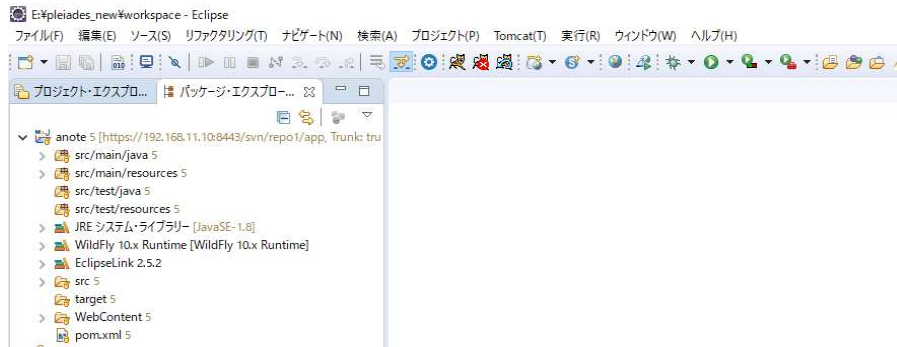 E:¥pleiades_new¥workspace - Eclipse
ファイル(F) 編集(E) ソース(S) リファクタリング(T) ナビゲート(N) 検索(A) プロジェクト(P) Tomcat(T) 実行(R) ウィンドウ(W) ヘルプ(H)
プロジェクト・エクスプロ... パッケージ・エクスプロー...
anote 5 [https://192.168.11.10:8443/svn/repo1/app, Trunk: tru
src/main/java 5
src/main/resources 5
src/test/java 5
src/test/resources 5
JRE システム・ライブラリー [JavaSE-1.8]
WildFly 10.x Runtime [WildFly 10.x Runtime]
EclipseLink 2.5.2
src 5
target 5
WebContent 5
pom.xml 5